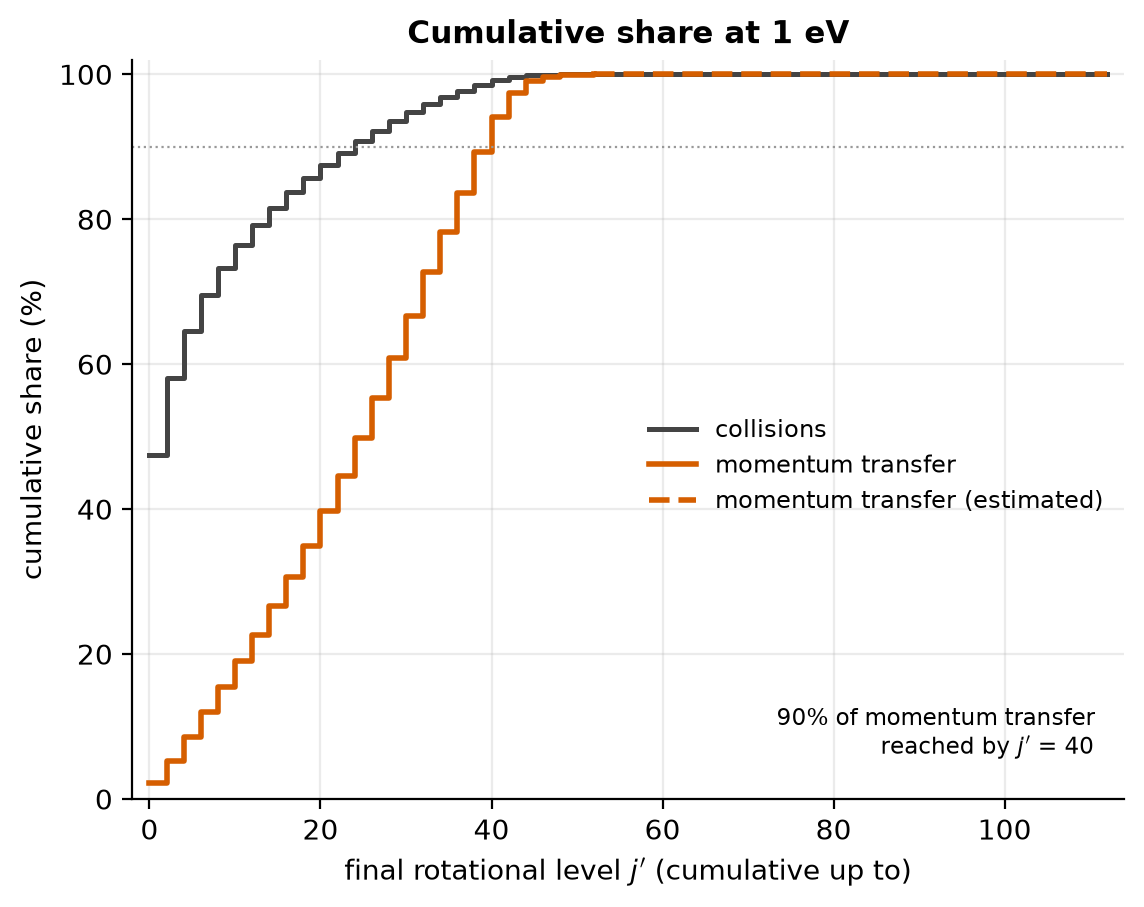 Cumulative share at 1 eV
100
80
60
40
20
0
cumulative share (%)
collisions
momentum transfer
momentum transfer (estimated)
90% of momentum transfer
reached by j′ = 40
0 20 40 60 80 100
final rotational level j′ (cumulative up to)